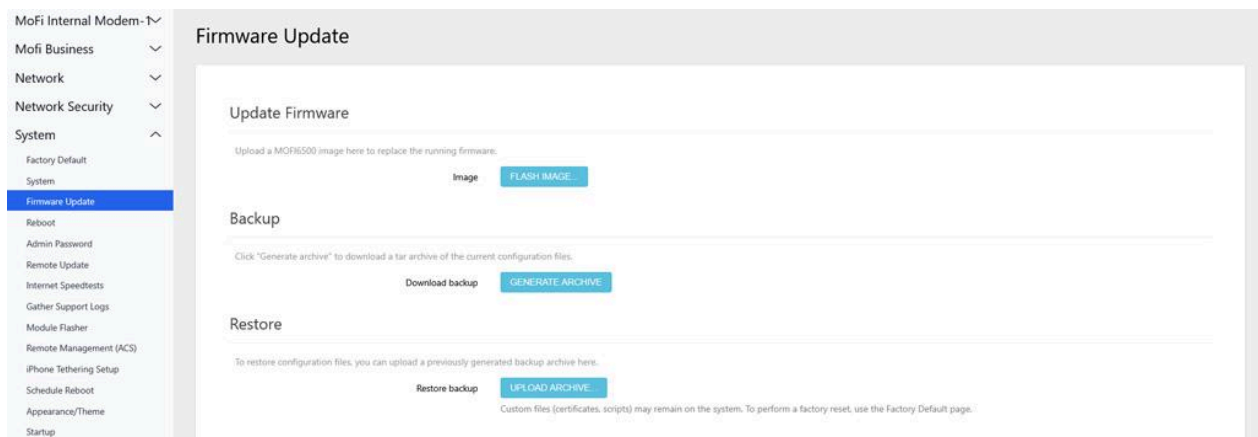 MoFi Internal Modem-1
Mofi Business
Network
Network Security
System
Factory Default
System
Firmware Update
Reboot
Admin Password
Remote Update
Internet Speedtests
Gather Support Logs
Module Flasher
Remote Management (ACS)
iPhone Tethering Setup
Schedule Reboot
Appearance/Theme
Startup
Firmware Update
Update Firmware
Upload a MOFI6500 image here to replace the running firmware.
Image FLASH IMAGE...
Backup
Click "Generate archive" to download a tar archive of the current configuration files.
Download backup GENERATE ARCHIVE
Restore
To restore configuration files, you can upload a previously generated backup archive here.
Restore backup UPLOAD ARCHIVE...
Custom files (certificates, scripts) may remain on the system. To perform a factory reset, use the Factory Default page.